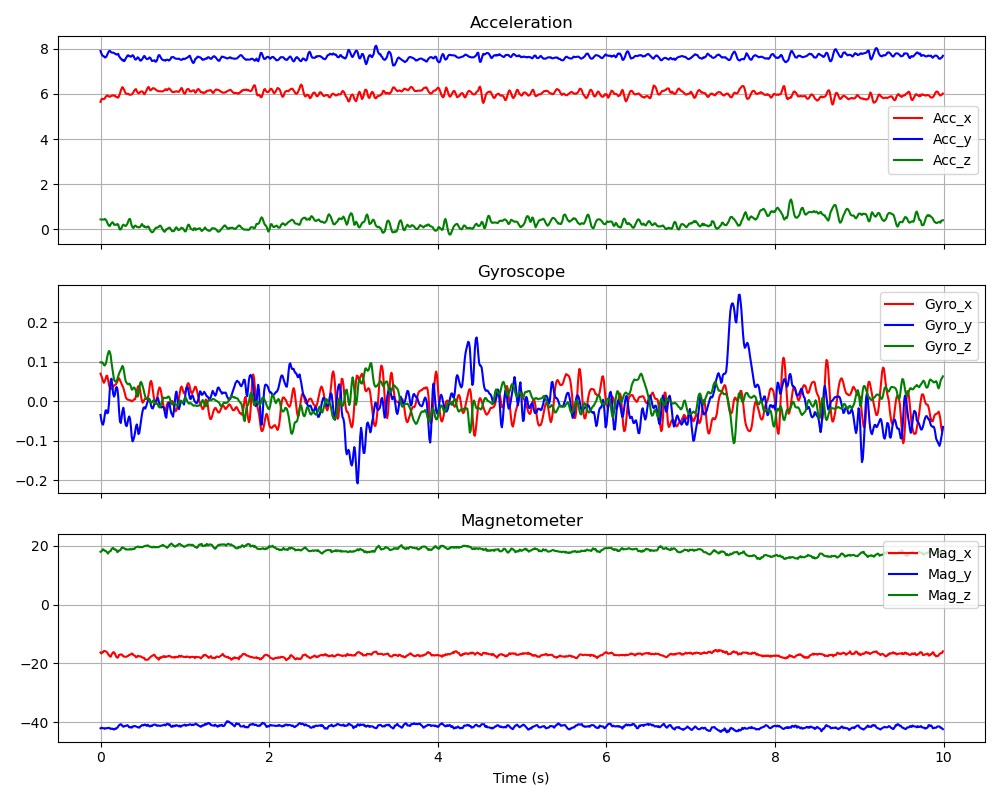 Acceleration
8
6
4
2
0
Acc_x
Acc_y
Acc_z
Gyroscope
0.2
0.1
0.0
−0.1
−0.2
Gyro_x
Gyro_y
Gyro_z
Magnetometer
20
0
−20
−40
Mag_x
Mag_y
Mag_z
0 2 4 6 8 10
Time (s)